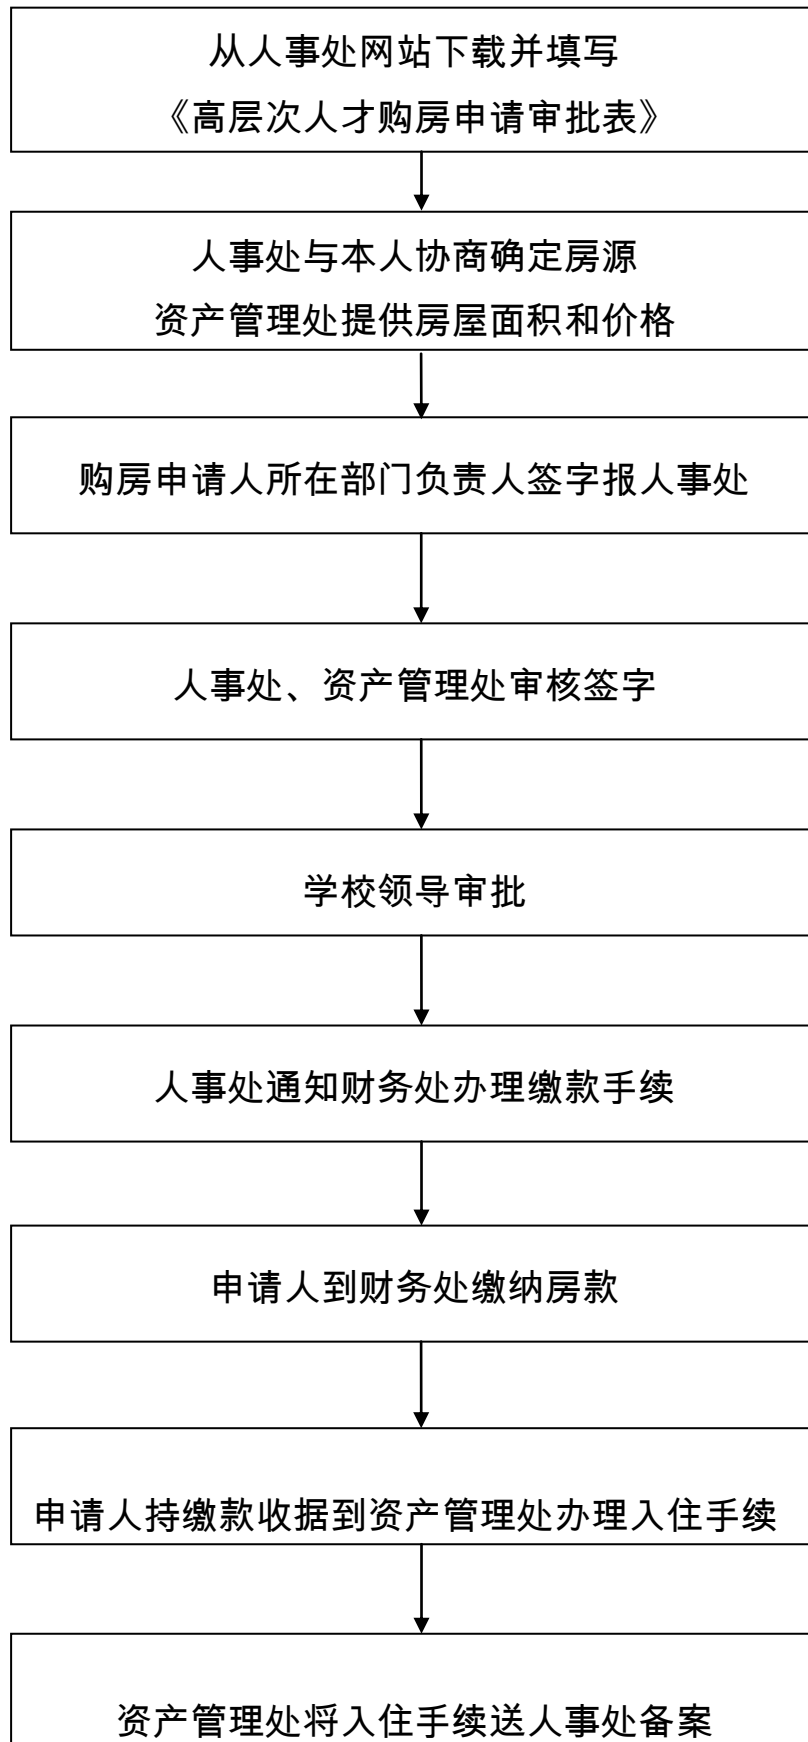 从人事处网站下载并填写
《高层次人才购房申请审批表》
人事处与本人协商确定房源
资产管理处提供房屋面积和价格
购房申请人所在部门负责人签字报人事处
人事处、资产管理处审核签字
学校领导审批
人事处通知财务处办理缴款手续
申请人到财务处缴纳房款
申请人持缴款收据到资产管理处办理入住手续
资产管理处将入住手续送人事处备案